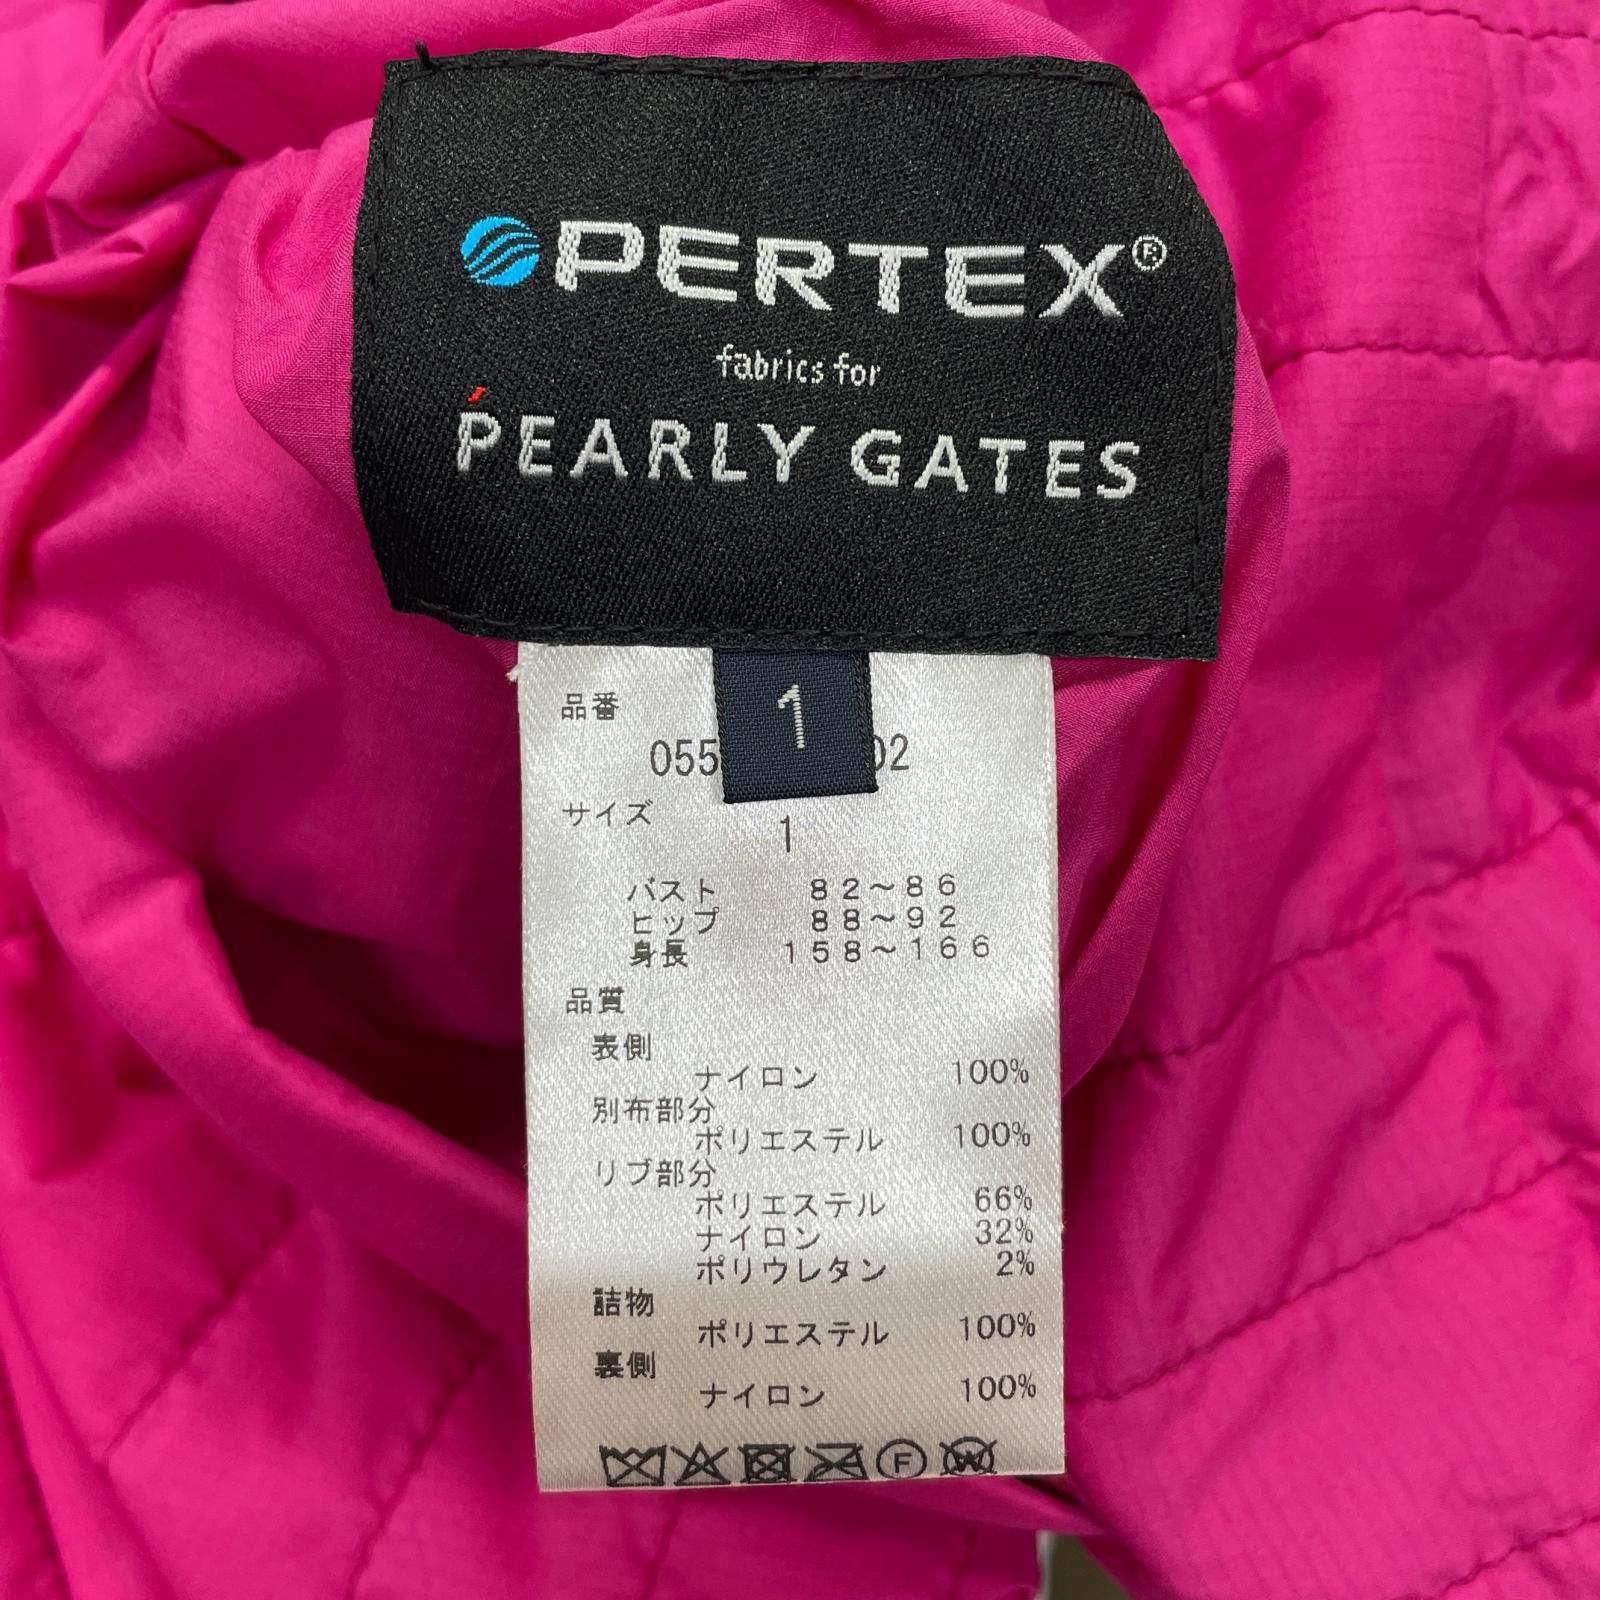 PERTEX®
fabrics for
PEARLY GATES
1
品番
055 02
サイズ
1
バスト 82～86
ヒップ 88～92
身長 158～166
品質
表側
ナイロン 100%
別布部分
ポリエステル 100%
リブ部分
ポリエステル 66%
ナイロン 32%
ポリウレタン 2%
詰物
ポリエステル 100%
裏側
ナイロン 100%
F W